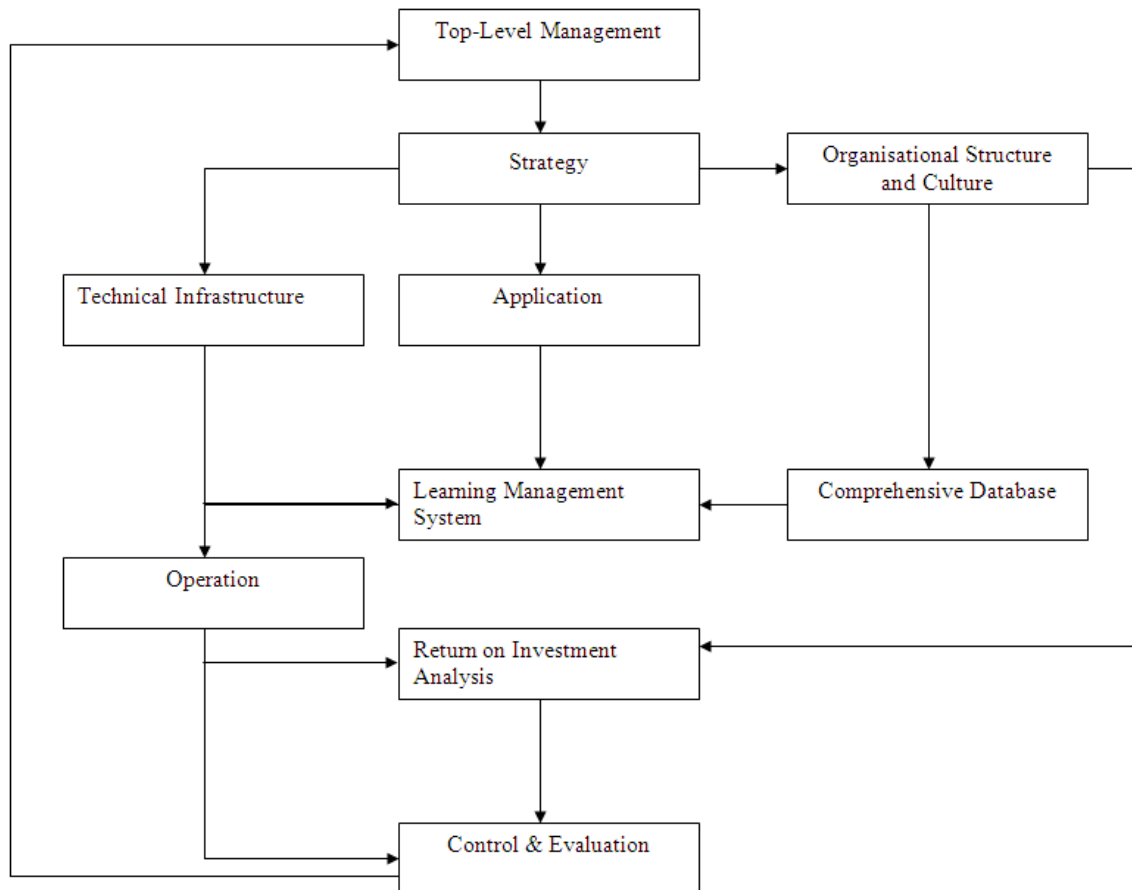 Top-Level Management
Strategy
Organisational Structure
and Culture
Technical Infrastructure
Application
Learning Management
System
Comprehensive Database
Operation
Return on Investment
Analysis
Control & Evaluation